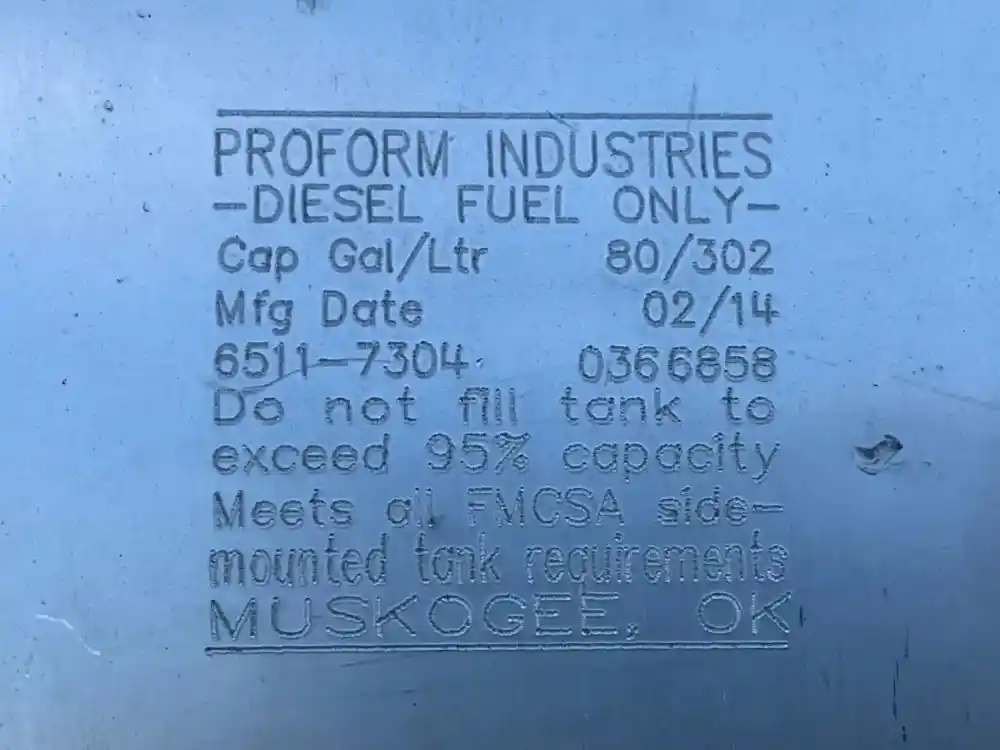 PROFORM INDUSTRIES
-DIESEL FUEL ONLY-
Cap Gal/Ltr 80/302
Mfg Date 02/14
6511-7304 0366858
Do not fill tank to
exceed 95% capacity
Meets all FMCSA side-
mounted tank requirements
MUSKOGEE, OK